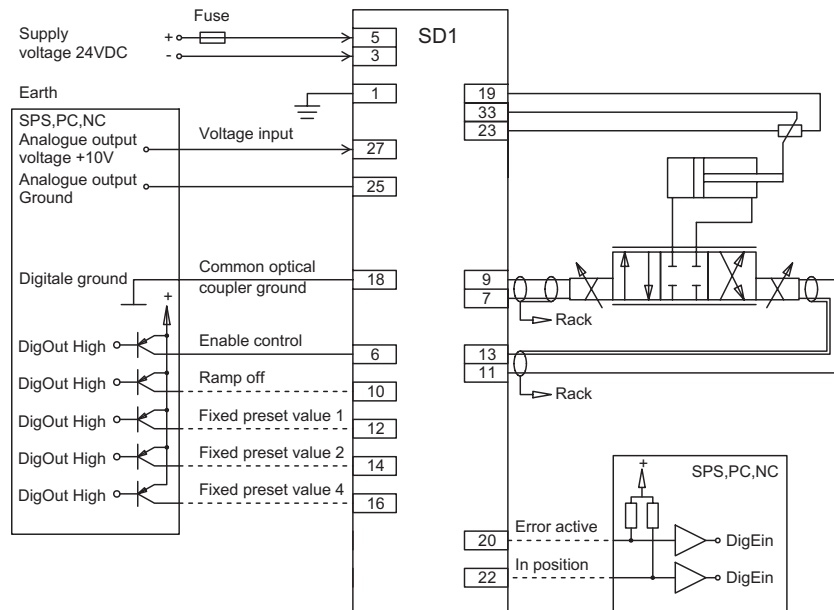 Fuse
Supply
voltage 24VDC
+
-
5
3
SD1
Earth
1
19
33
23
SPS,PC,NC
Analogue output
voltage +10V
Voltage input
27
Analogue output
Ground
25
Digitale ground
Common optical
coupler ground
18
9
7
Rack
+
DigOut High
Enable control
6
13
11
Rack
DigOut High
Ramp off
10
DigOut High
Fixed preset value 1
12
DigOut High
Fixed preset value 2
14
DigOut High
Fixed preset value 4
16
+
SPS,PC,NC
20
Error active
DigEin
22
In position
DigEin